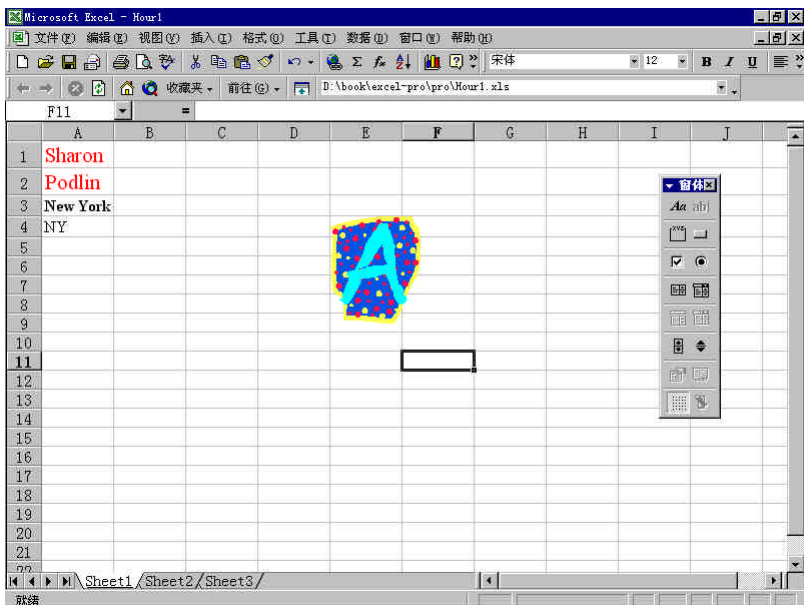 Microsoft Excel - Hour1
文件(F) 编辑(E) 视图(V) 插入(I) 格式(O) 工具(T) 数据(D) 窗口(W) 帮助(H)
宋体 12 B I U
收藏夹 前往(G) D:\book\excel-pro\pro\Hour1.xls
F11 =
A B C D E F G H I J
1 Sharon
2 Podlin
窗体
3 New York
Aa ab|
4 NY
XYZ
A
5
6
7
8
9
10
11
12
13
14
15
16
17
18
19
20
21
22
Sheet1 Sheet2 Sheet3
就绪